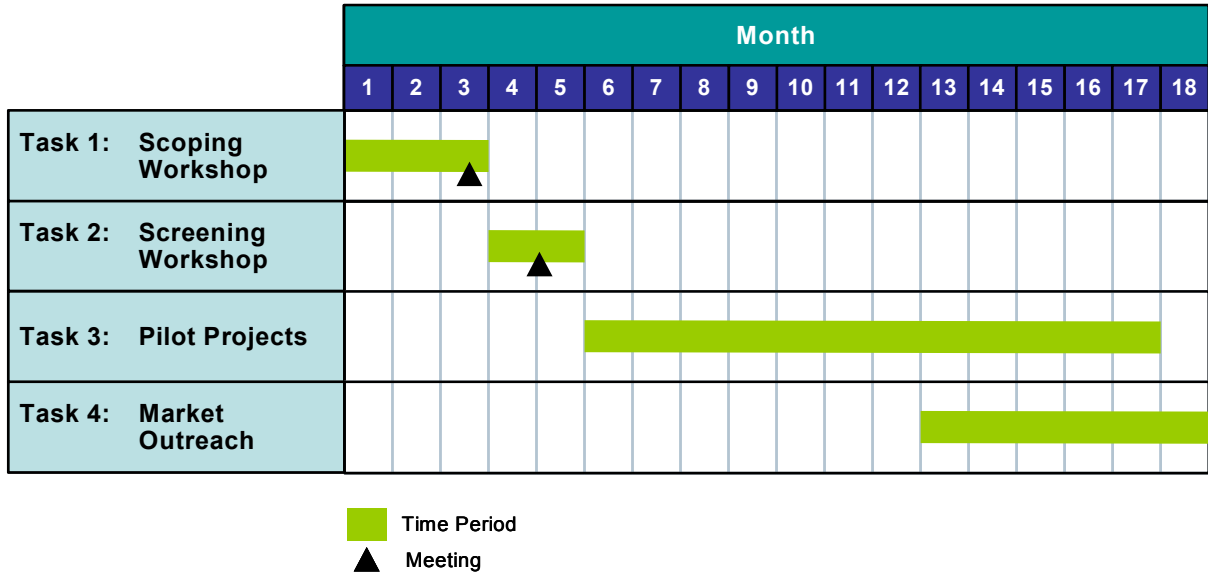 Month
1 2 3 4 5 6 7 8 9 10 11 12 13 14 15 16 17 18
Task 1: Scoping
Workshop
Task 2: Screening
Workshop
Task 3: Pilot Projects
Task 4: Market
Outreach
Time Period
Meeting